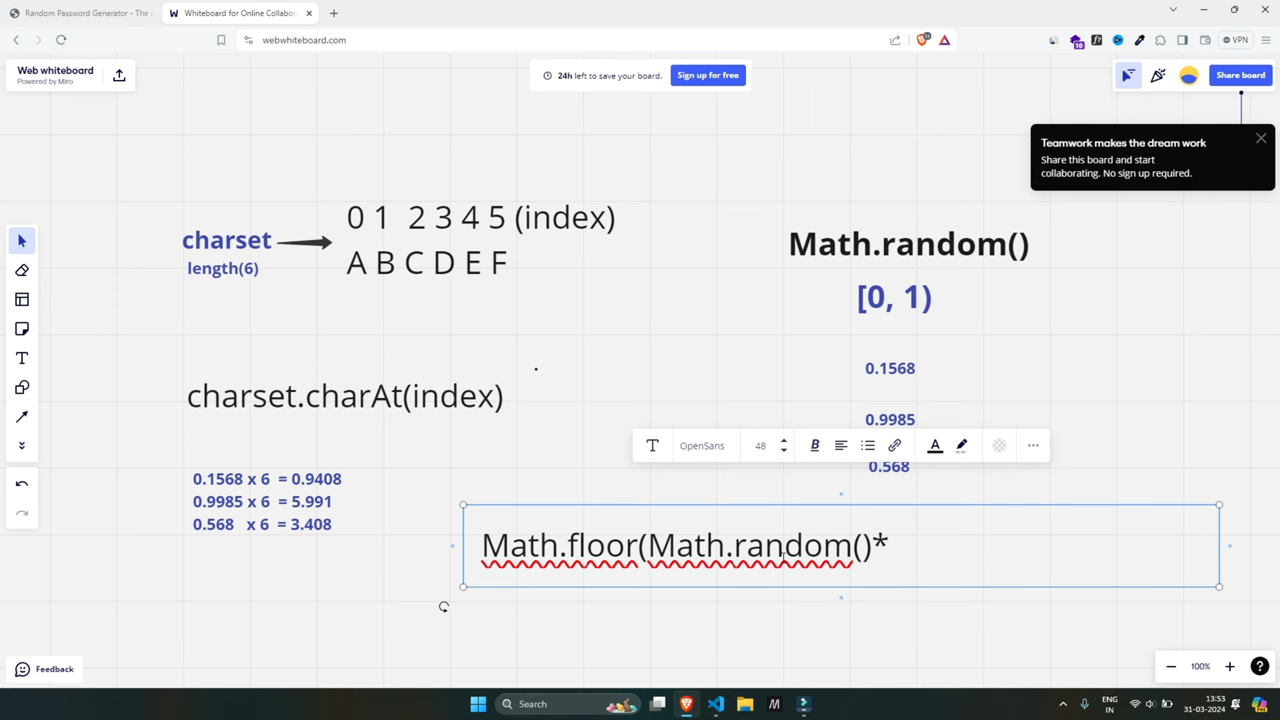 Random Password Generator - The
Whiteboard for Online Collabor
webwhiteboard.com
VPN
10
Web whiteboard
Powered by Miro
24h left to save your board.
Sign up for free
Share board
Teamwork makes the dream work
Share this board and start
collaborating. No sign up required.
0 1 2 3 4 5 (index)
charset
length(6)
A B C D E F
Math.random()
[0, 1)
0.1568
0.9985
0.568
charset.charAt(index)
OpenSans
48
B
A
0.1568 x 6 = 0.9408
0.9985 x 6 = 5.991
0.568 x 6 = 3.408
Math.floor(Math.random()*
Feedback
100%
Search
ENG
IN
13:53
31-03-2024